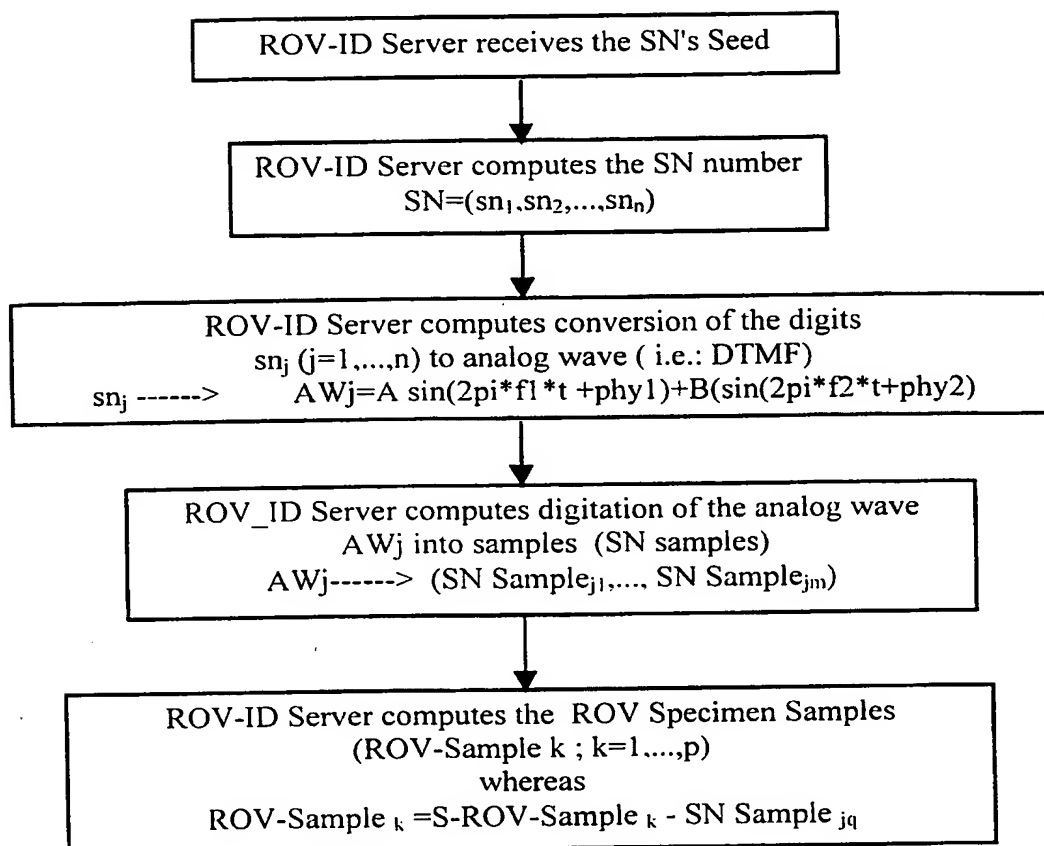 ROV-ID Server receives the SN's Seed
ROV-ID Server computes the SN number
SN=(sn₁,sn₂,...,snₙ)
ROV-ID Server computes conversion of the digits
snⱼ (j=1,...,n) to analog wave ( i.e.: DTMF)
snⱼ ------> AWj=A sin(2pi*f1*t +phy1)+B(sin(2pi*f2*t+phy2)
ROV_ID Server computes digitation of the analog wave
AWj into samples (SN samples)
AWj------> (SN Sampleⱼ₁,..., SN Sampleⱼₘ)
ROV-ID Server computes the ROV Specimen Samples
(ROV-Sample k ; k=1,...,p)
whereas
ROV-Sample ₖ =S-ROV-Sample ₖ - SN Sample jq